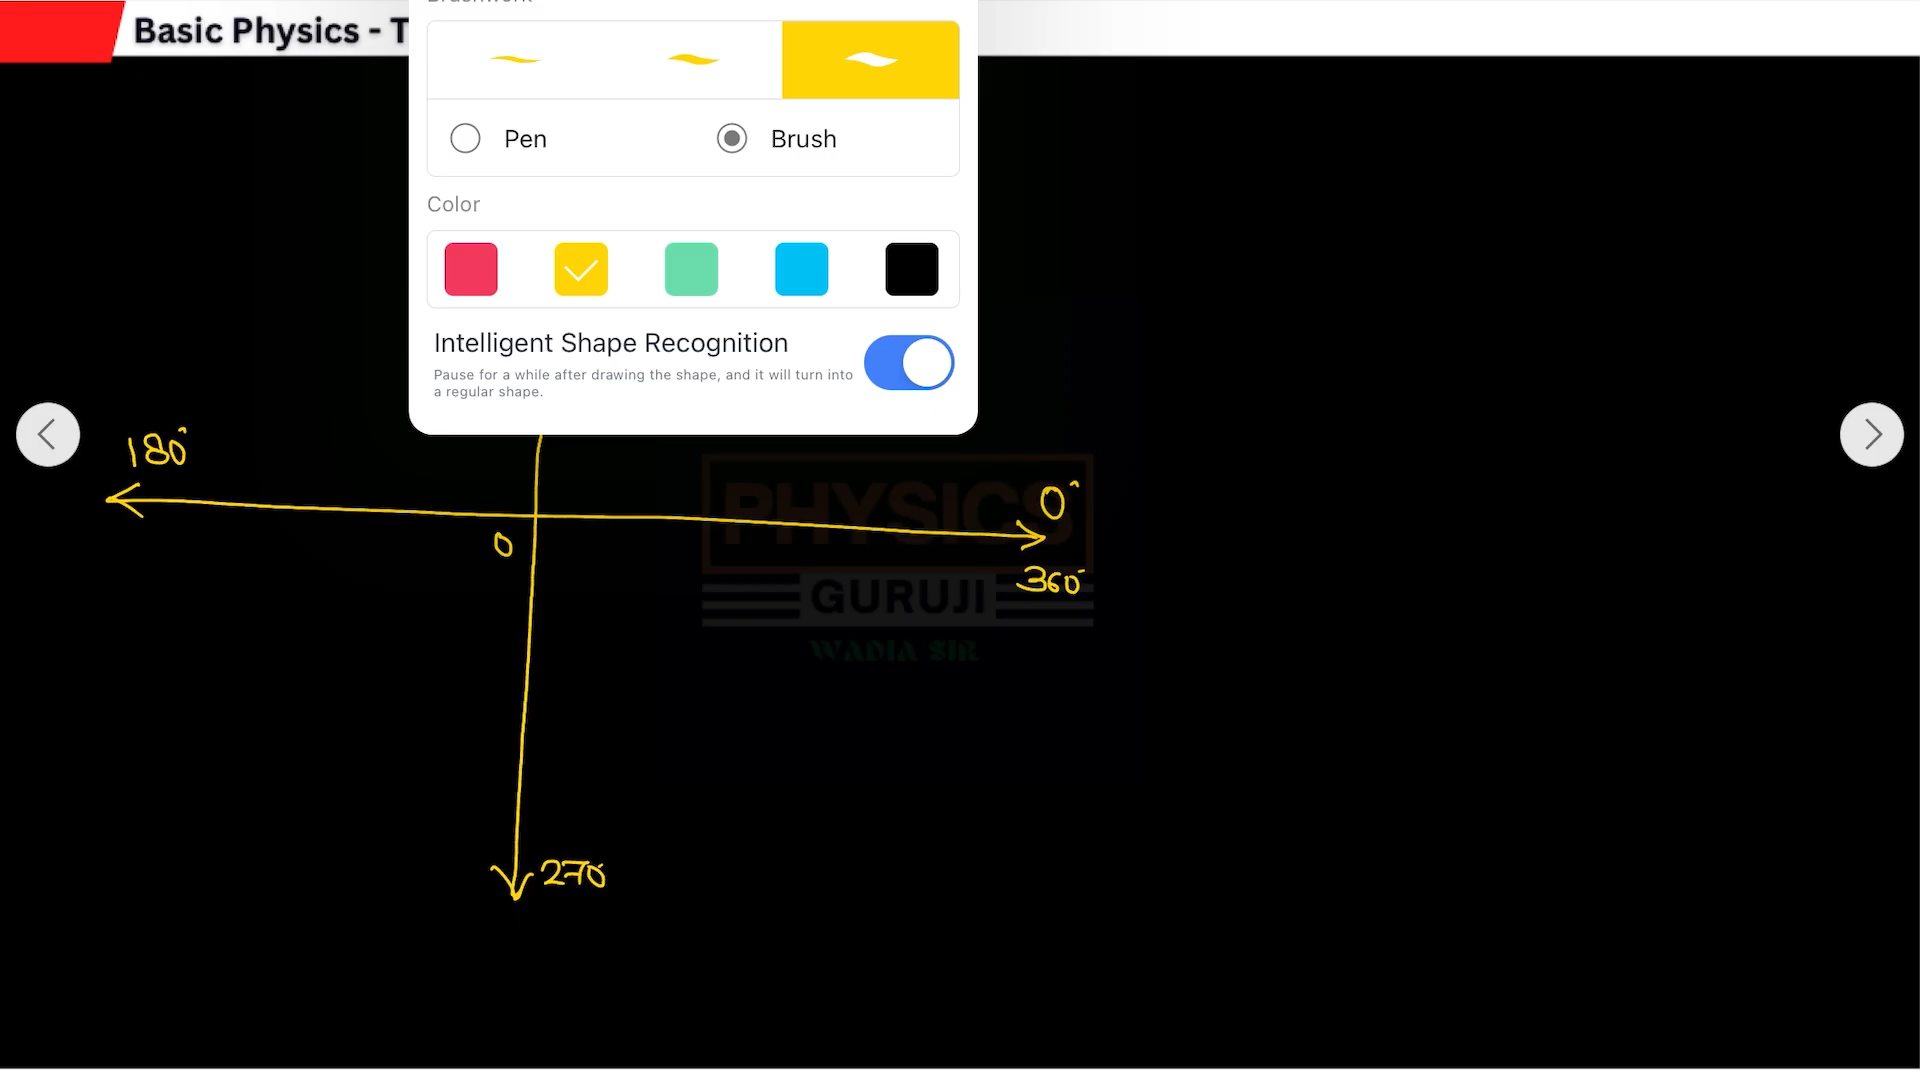 Basic Physics - T
Pen
Brush
Color
Intelligent Shape Recognition
Pause for a while after drawing the shape, and it will turn into
a regular shape.
180°
0°
0
360°
PHYSICS
GURUJI
WADIA SIR
270°